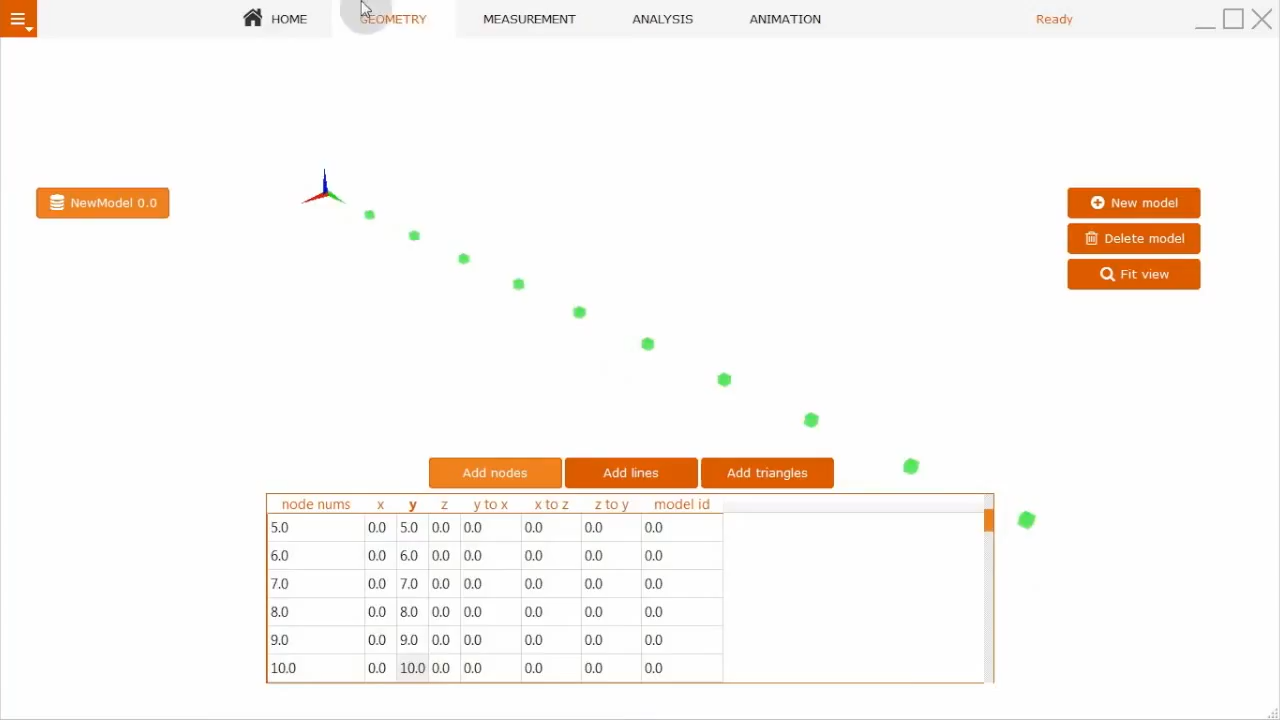 HOME GEOMETRY MEASUREMENT ANALYSIS ANIMATION Ready
NewModel 0.0
New model
Delete model
Fit view
Add nodes Add lines Add triangles
node nums x y z y to x x to z z to y model id
5.0 0.0 5.0 0.0 0.0 0.0 0.0 0.0
6.0 0.0 6.0 0.0 0.0 0.0 0.0 0.0
7.0 0.0 7.0 0.0 0.0 0.0 0.0 0.0
8.0 0.0 8.0 0.0 0.0 0.0 0.0 0.0
9.0 0.0 9.0 0.0 0.0 0.0 0.0 0.0
10.0 0.0 10.0 0.0 0.0 0.0 0.0 0.0